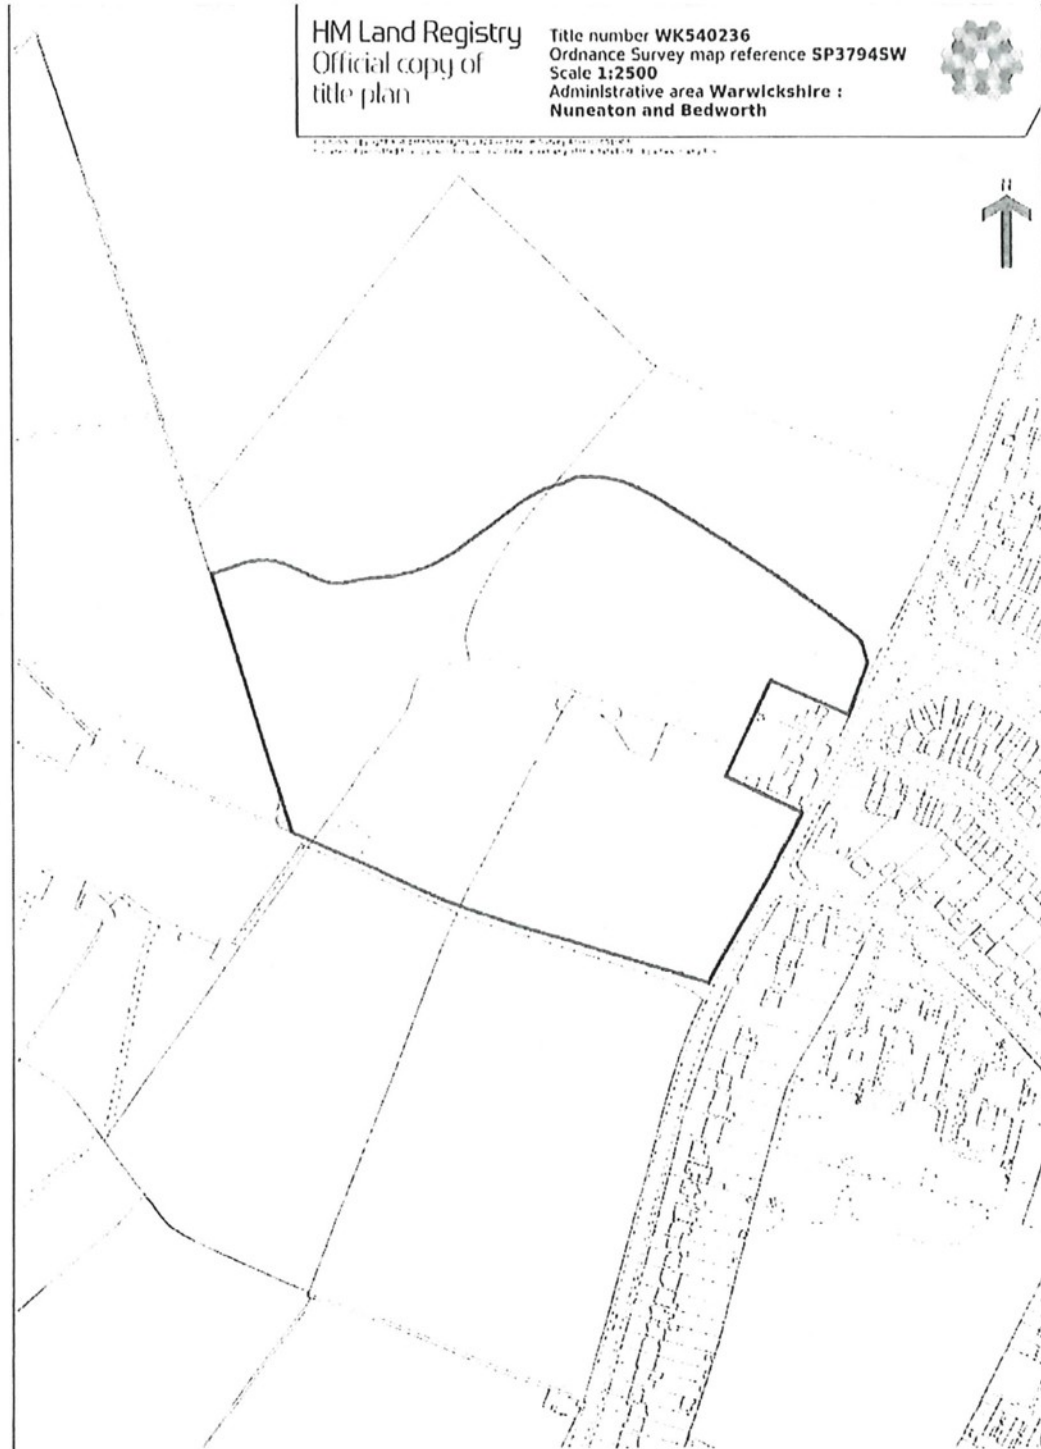 HM Land Registry
Official copy of
title plan
Title number WK540236
Ordnance Survey map reference SP3794SW
Scale 1:2500
Administrative area Warwickshire :
Nuneaton and Bedworth
N